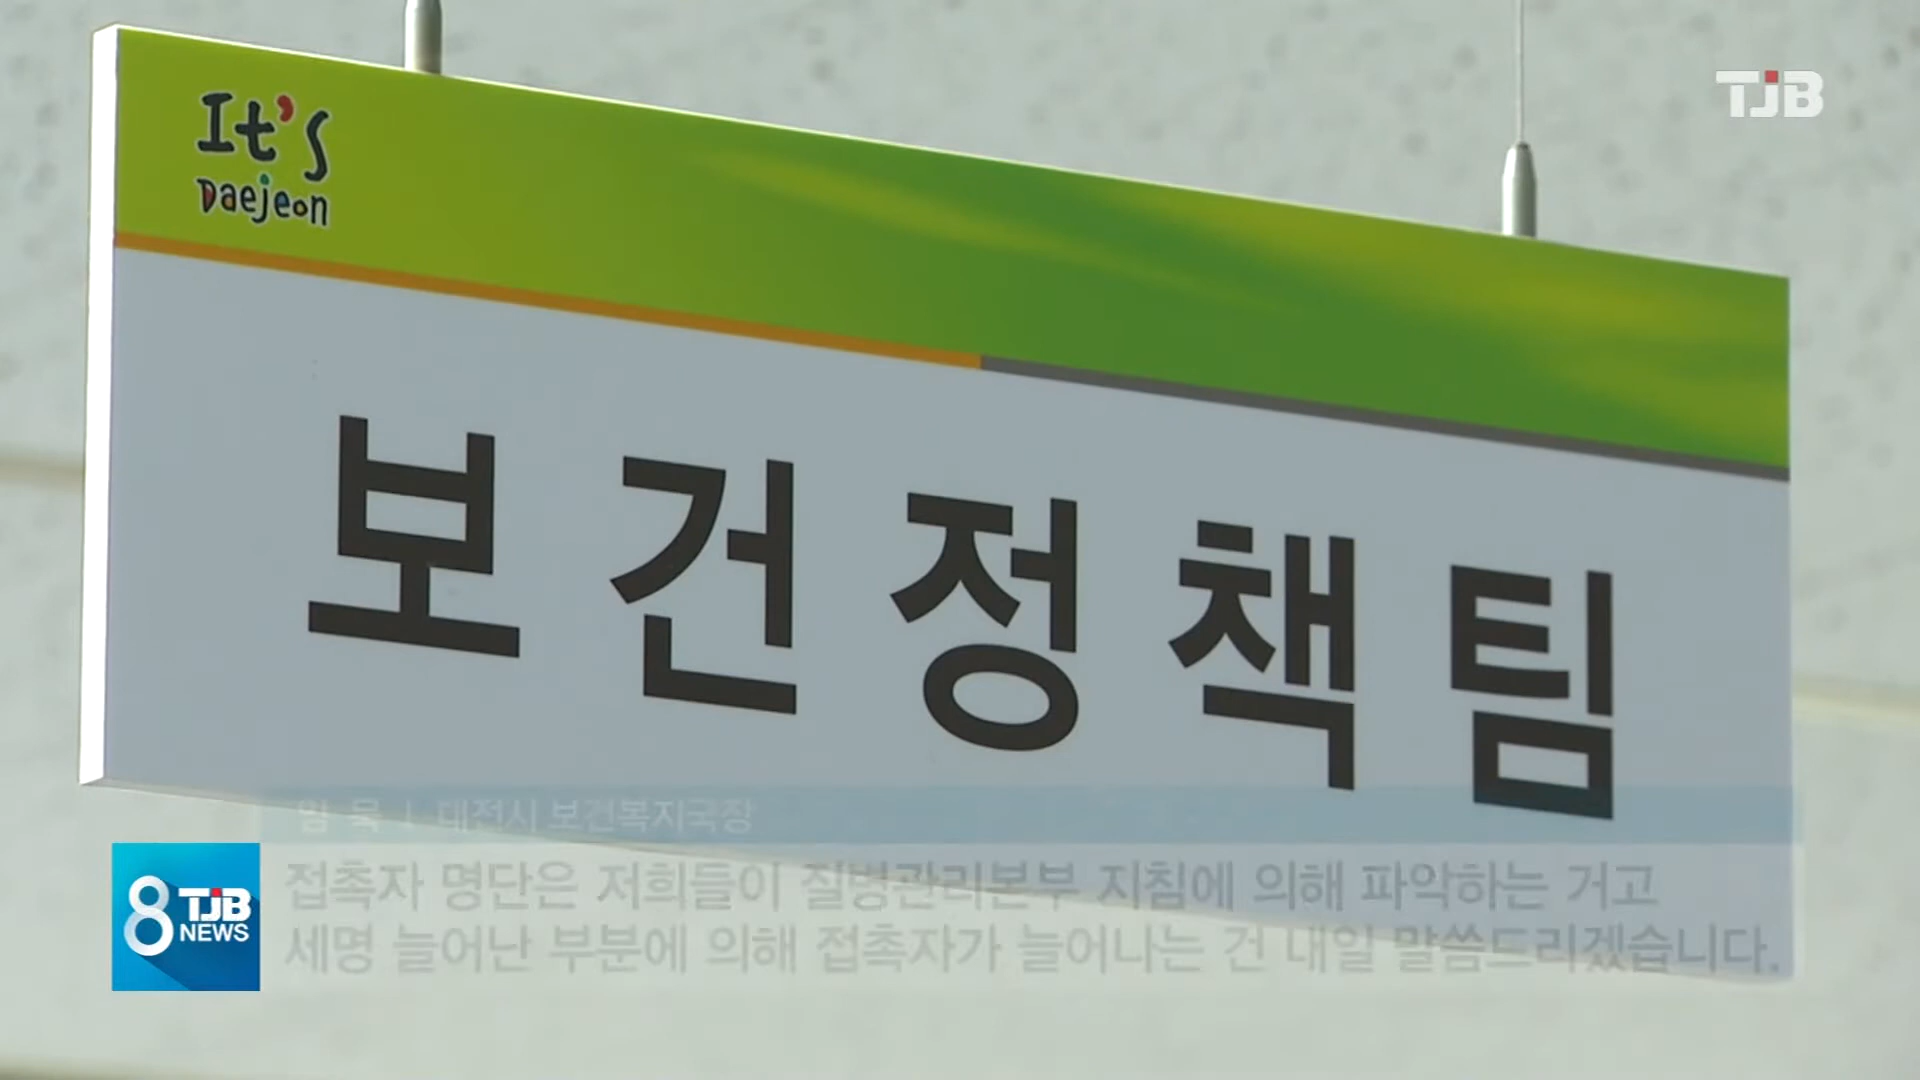 TJB
It's
Daejeon
보건정책팀
임 묵 | 대전시 보건복지국장
8 TJB
NEWS
접촉자 명단은 저희들이 질병관리본부 지침에 의해 파악하는 거고
세명 늘어난 부분에 의해 접촉자가 늘어나는 건 내일 말씀드리겠습니다.